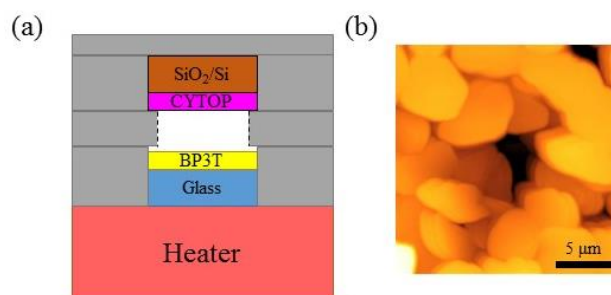 (a)
(b)
SiO₂/Si
CYTOP
BP3T
Glass
Heater
5 μm